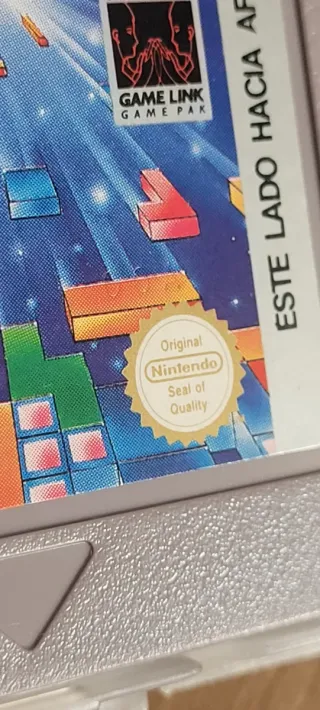 GAME LINK
GAME PAK
ESTE LADO HACIA
Original
Nintendo
Seal of
Quality